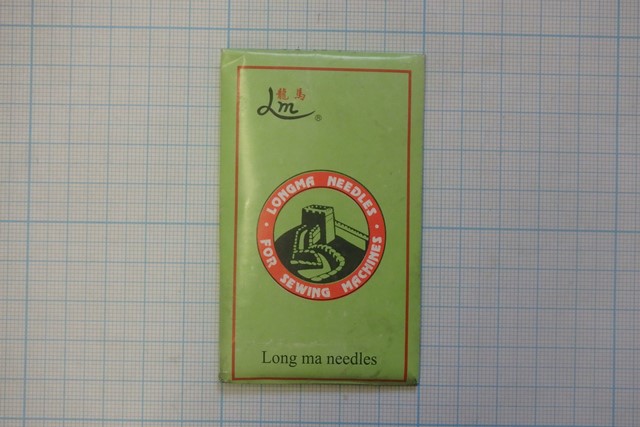 龍馬
Lm®
LONGMA NEEDLES
FOR SEWING MACHINES
Long ma needles